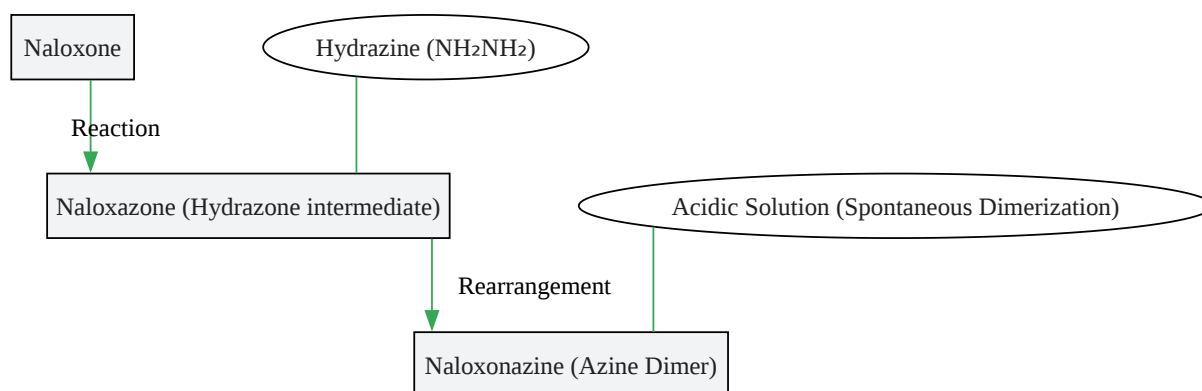 Naloxone
Hydrazine (NH₂NH₂)
Reaction
Naloxazone (Hydrazone intermediate)
Acidic Solution (Spontaneous Dimerization)
Rearrangement
Naloxonazine (Azine Dimer)